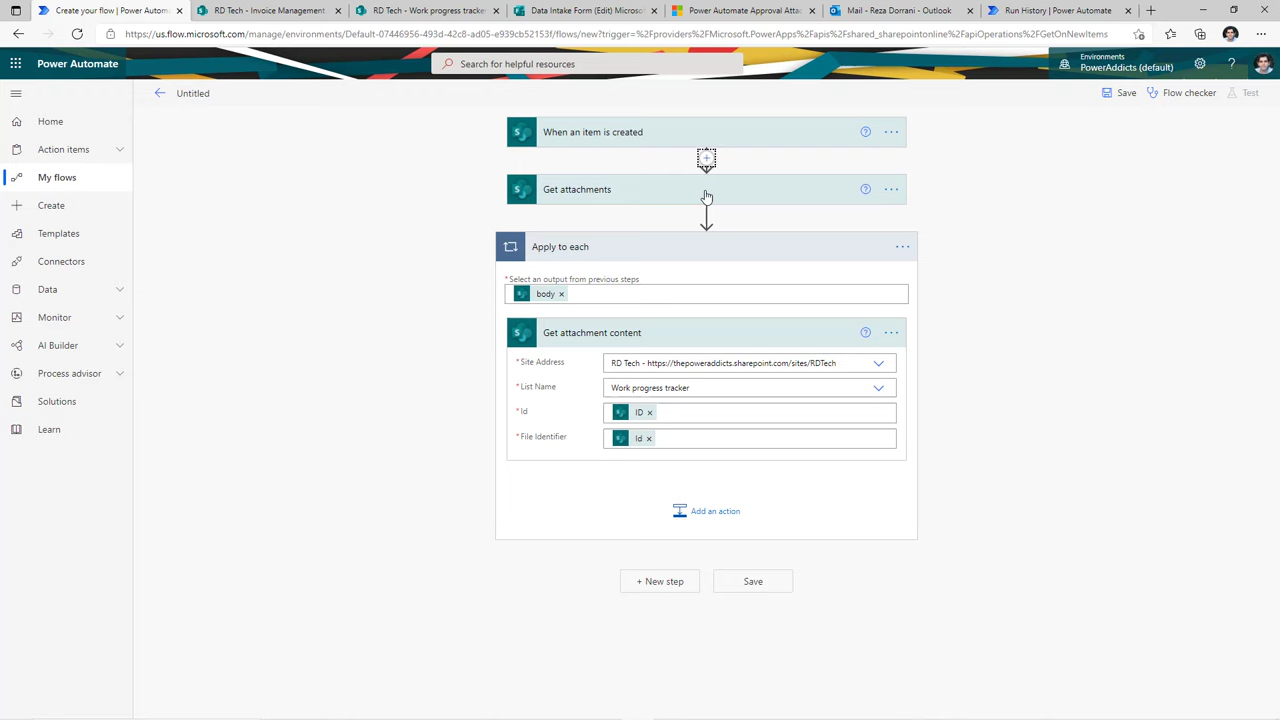 Create your flow | Power Automa
RD Tech - Invoice Management
RD Tech - Work progress tracker
Data Intake Form (Edit) Microsof
Power Automate Approval Attac
Mail - Reza Dorrani - Outlook
Run History | Power Automate
https://us.flow.microsoft.com/manage/environments/Default-07446956-493d-42c8-ad05-e939cb52153f/flows/new?trigger=%2Fproviders%2FMicrosoft.PowerApps%2Fapis%2Fshared_sharepointonline%2FapiOperations%2FGetOnNewItems
Power Automate
Search for helpful resources
Environments
PowerAddicts (default)
Untitled
Save
Flow checker
Test
Home
Action items
My flows
Create
Templates
Connectors
Data
Monitor
AI Builder
Process advisor
Solutions
Learn
When an item is created
Get attachments
Apply to each
*Select an output from previous steps
body
Get attachment content
*Site Address
RD Tech - https://thepoweraddicts.sharepoint.com/sites/RDTech
*List Name
Work progress tracker
*Id
ID
*File Identifier
Id
Add an action
+ New step
Save